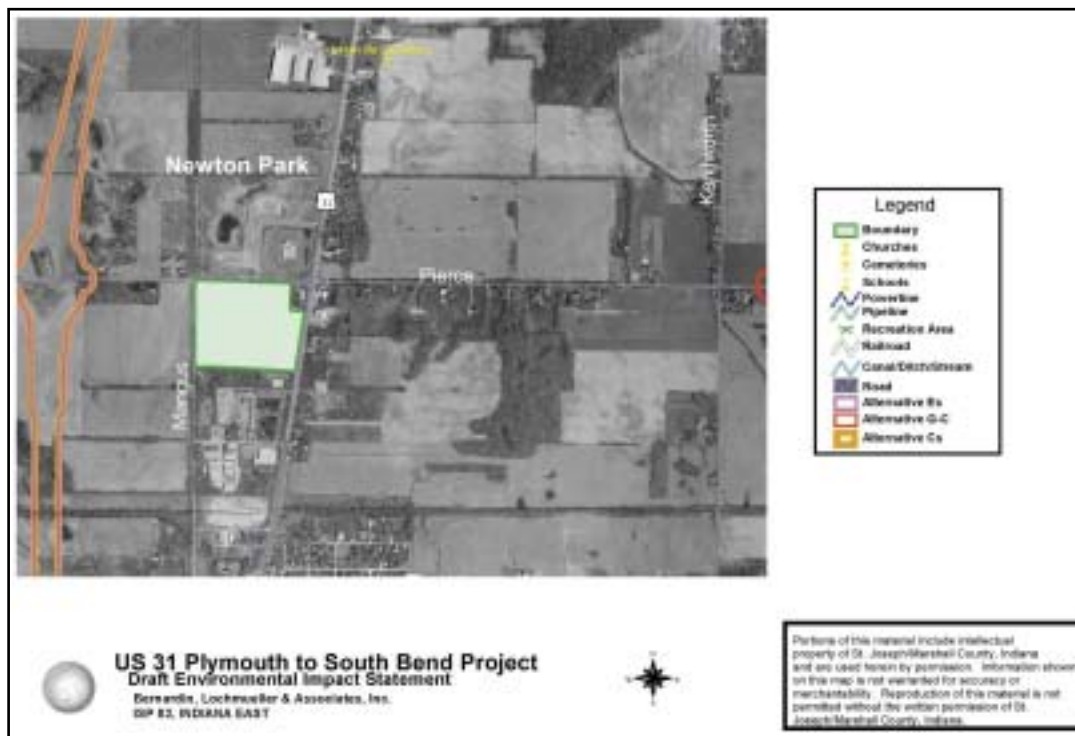 Newton Park
31
Pierce
Mangus
Legend
Boundary
Churches
Cemeteries
Schools
Powerline
Pipeline
Recreation Area
Railroad
Canal/Ditch/Stream
Road
Alternative Es
Alternative G-C
Alternative Cs
US 31 Plymouth to South Bend Project
Draft Environmental Impact Statement
Bernardin, Lochmueller & Associates, Inc.
INDIANA EAST
Portions of this material include intellectual
property of St. Joseph/Marshall County, Indiana
and are used herein by permission. Information shown
on this map is not warranted for accuracy or
merchantability. Reproduction of this material is not
permitted without the written permission of St.
Joseph/Marshall County, Indiana.